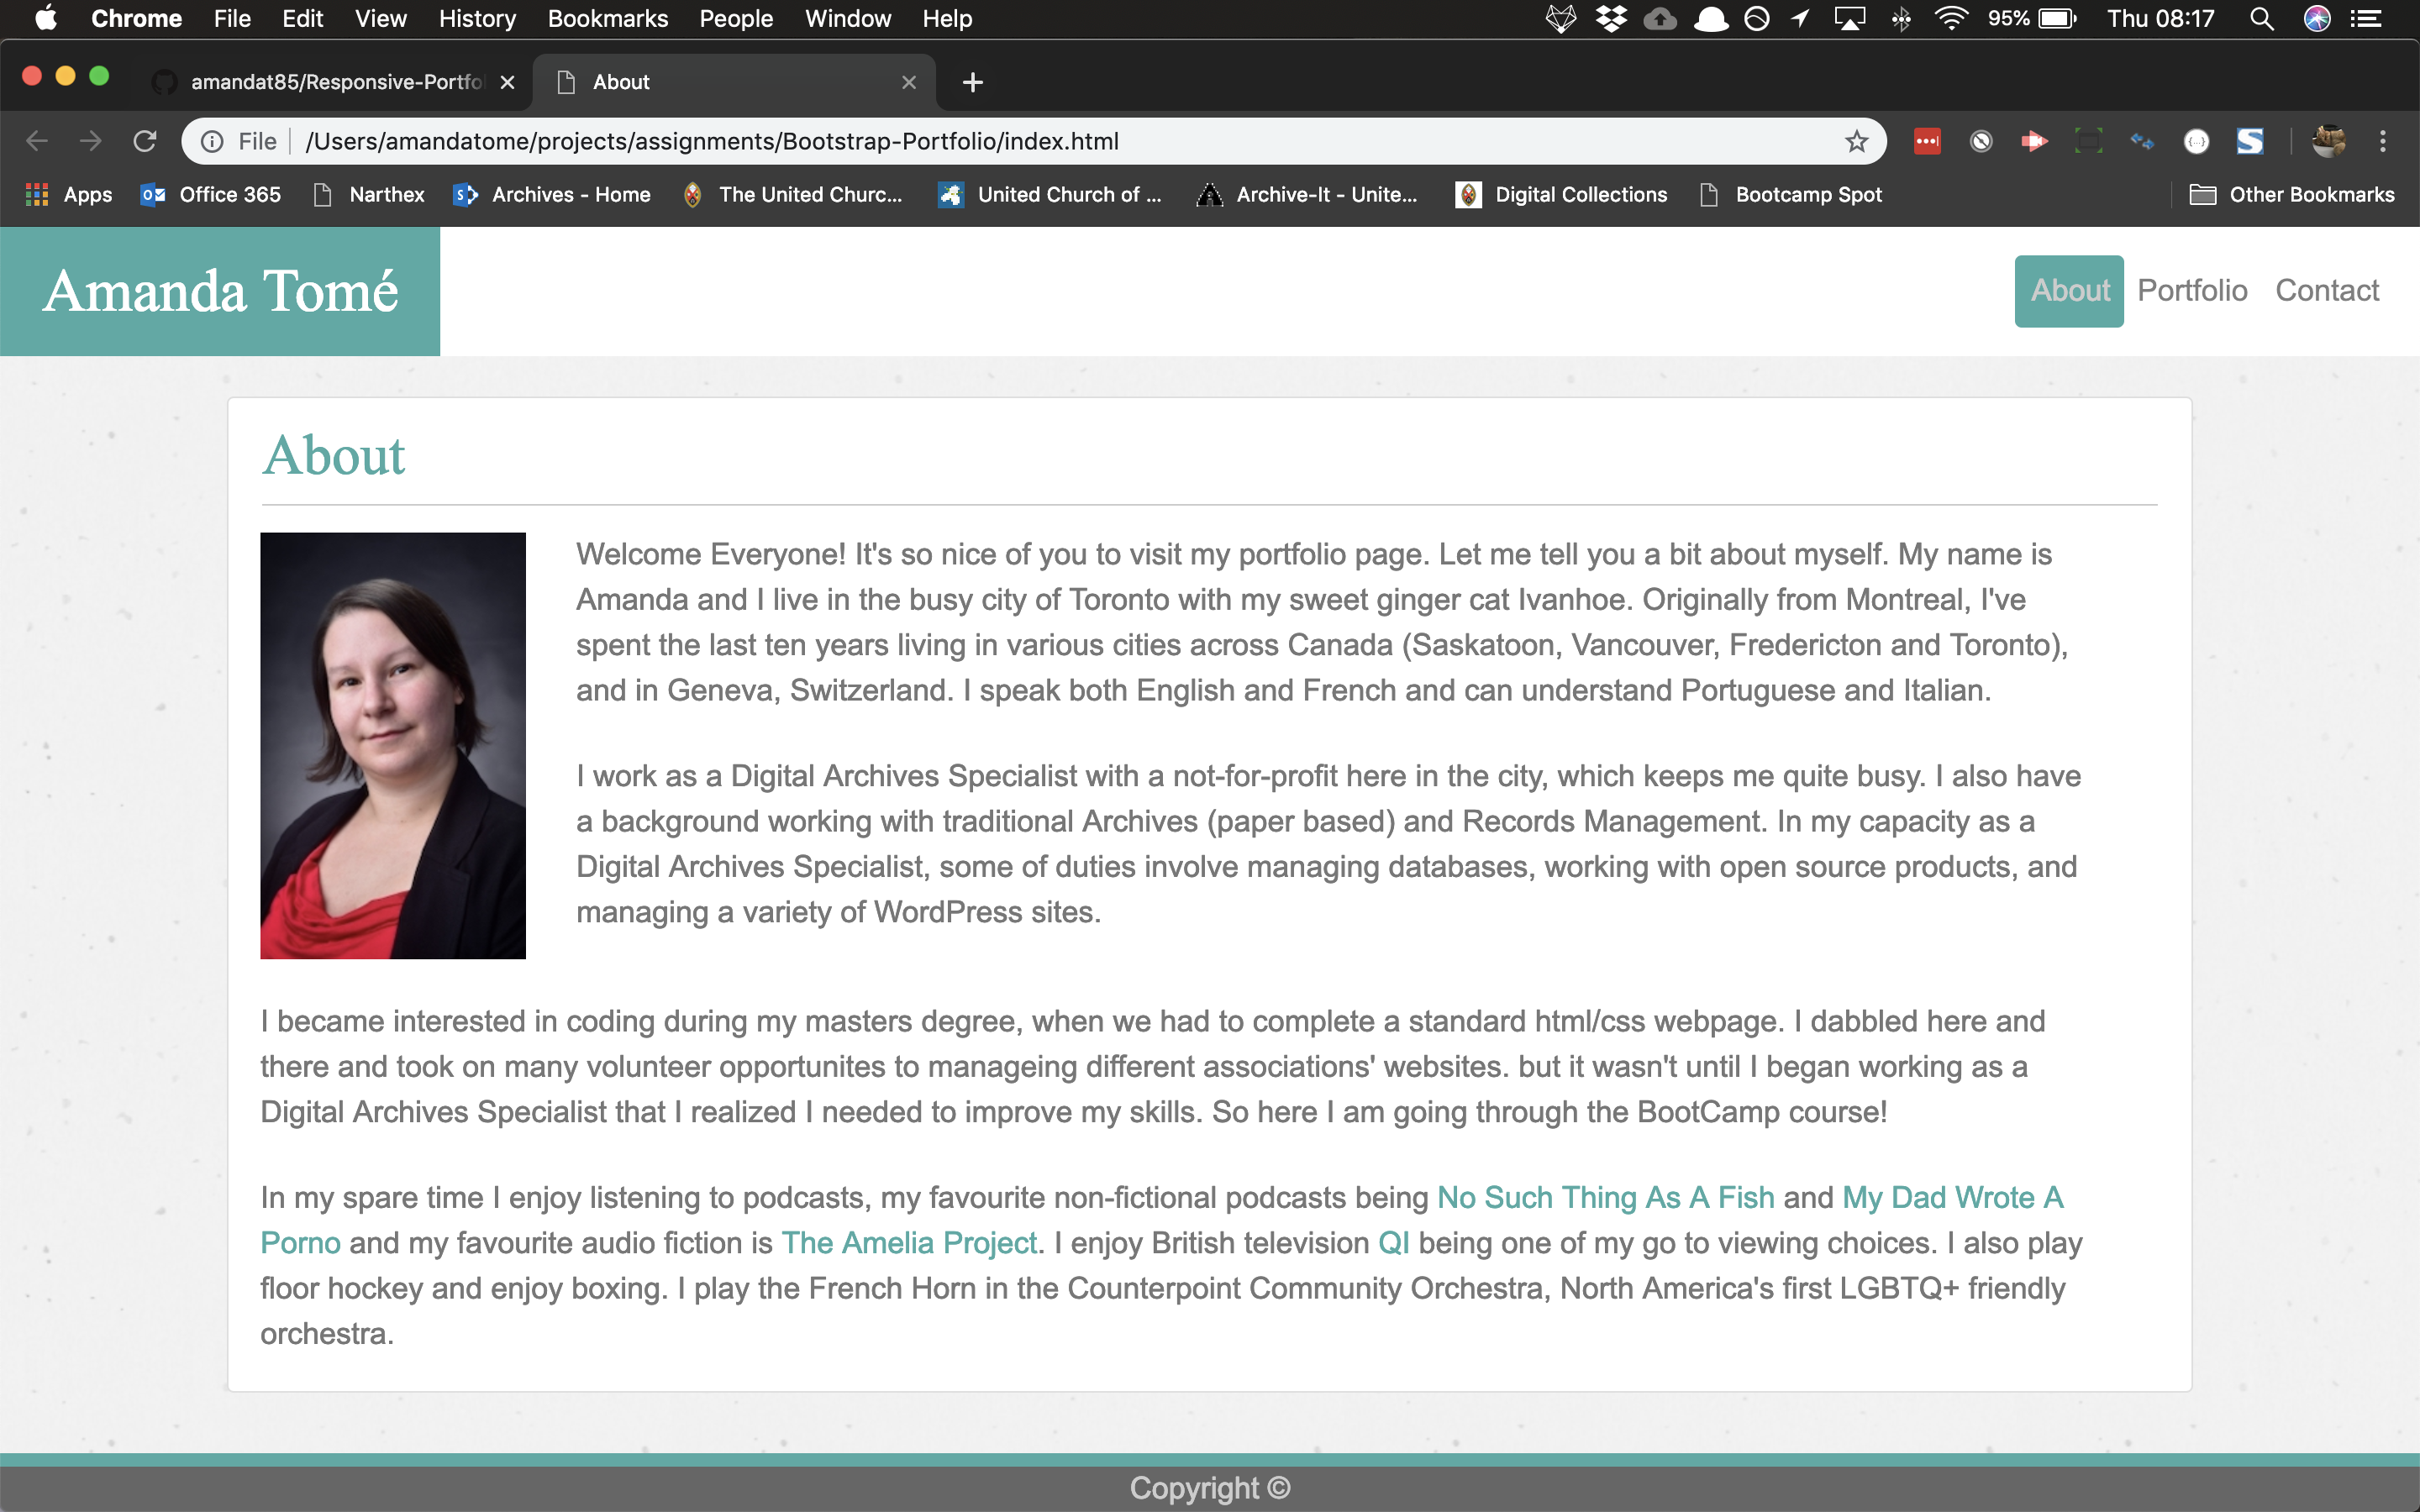 Chrome File Edit View History Bookmarks People Window Help 95% Thu 08:17
amandat85/Responsive-Portfo About
File /Users/amandatome/projects/assignments/Bootstrap-Portfolio/index.html
Apps Office 365 Narthex Archives - Home The United Churc... United Church of ... Archive-It - Unite... Digital Collections Bootcamp Spot Other Bookmarks
Amanda Tomé About Portfolio Contact
About
Welcome Everyone! It's so nice of you to visit my portfolio page. Let me tell you a bit about myself. My name is
Amanda and I live in the busy city of Toronto with my sweet ginger cat Ivanhoe. Originally from Montreal, I've
spent the last ten years living in various cities across Canada (Saskatoon, Vancouver, Fredericton and Toronto),
and in Geneva, Switzerland. I speak both English and French and can understand Portuguese and Italian.
I work as a Digital Archives Specialist with a not-for-profit here in the city, which keeps me quite busy. I also have
a background working with traditional Archives (paper based) and Records Management. In my capacity as a
Digital Archives Specialist, some of duties involve managing databases, working with open source products, and
managing a variety of WordPress sites.
I became interested in coding during my masters degree, when we had to complete a standard html/css webpage. I dabbled here and
there and took on many volunteer opportunites to manageing different associations' websites. but it wasn't until I began working as a
Digital Archives Specialist that I realized I needed to improve my skills. So here I am going through the BootCamp course!
In my spare time I enjoy listening to podcasts, my favourite non-fictional podcasts being No Such Thing As A Fish and My Dad Wrote A
Porno and my favourite audio fiction is The Amelia Project. I enjoy British television QI being one of my go to viewing choices. I also play
floor hockey and enjoy boxing. I play the French Horn in the Counterpoint Community Orchestra, North America's first LGBTQ+ friendly
orchestra.
Copyright ©